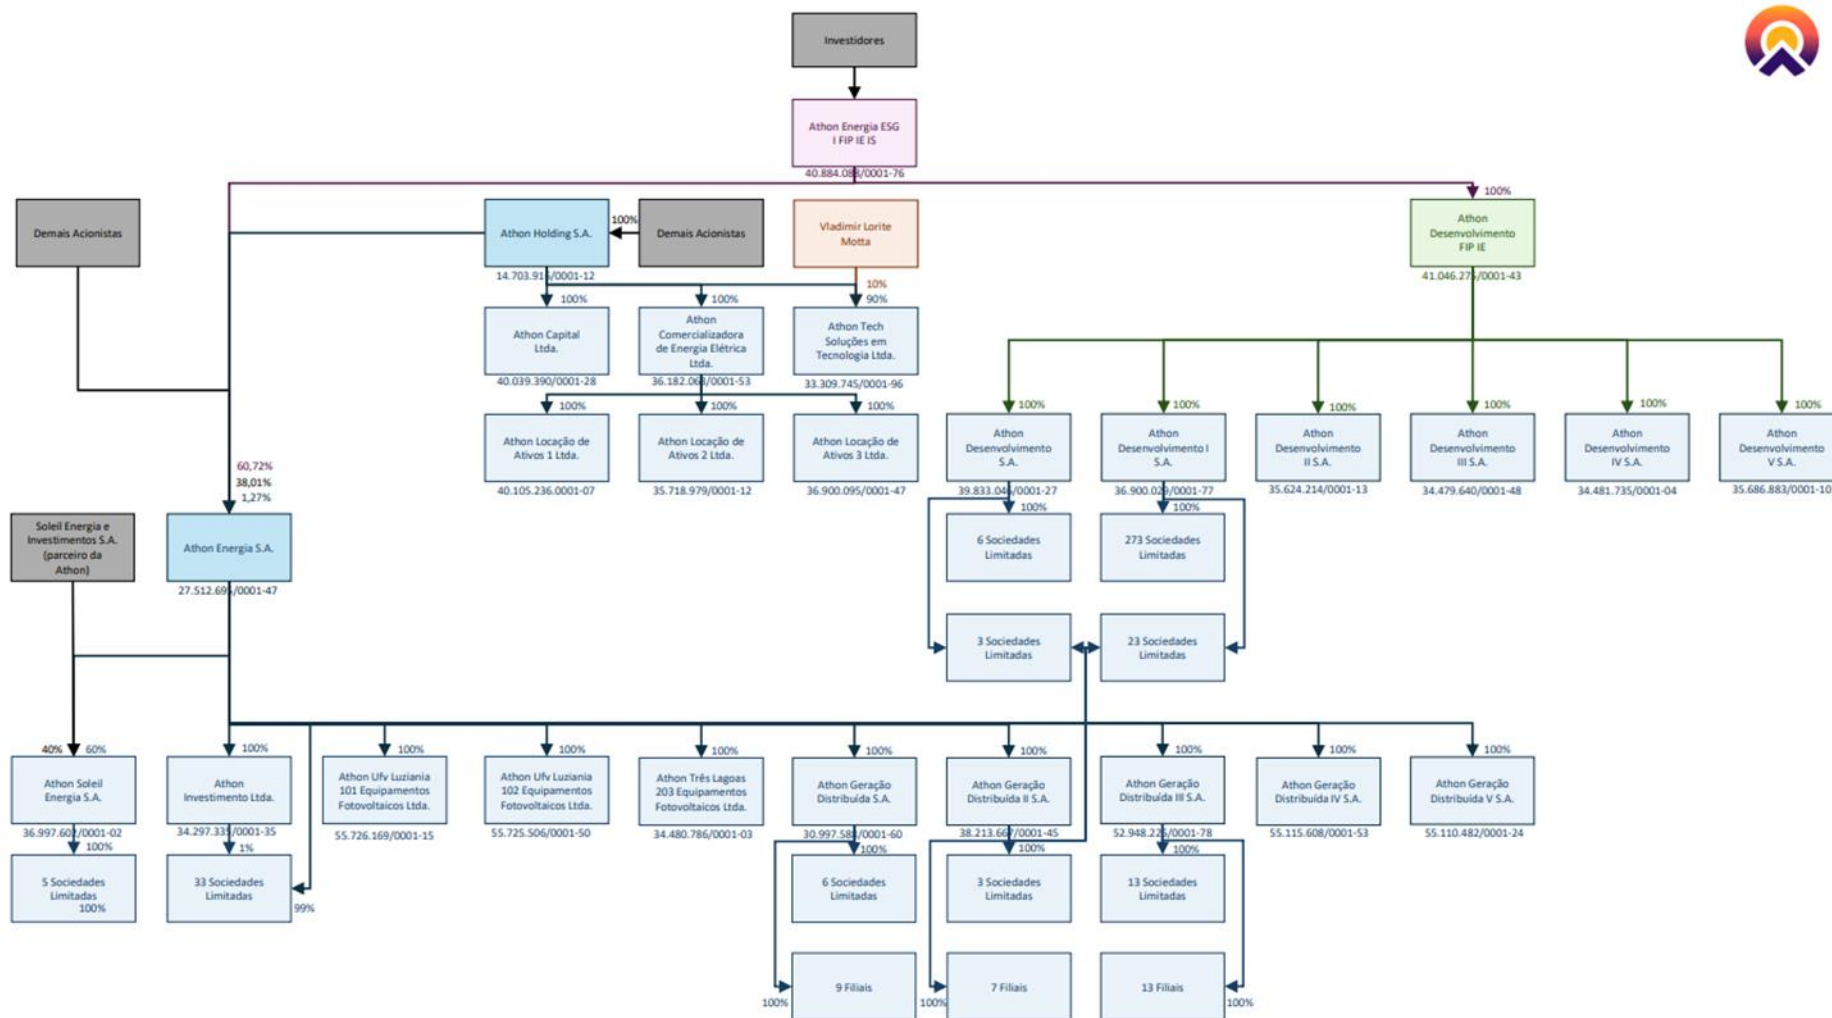 Investidores
Athon Energia ESG
I FIP IE IS
40.884.088/0001-76
100%
Demais Acionistas
Athon Holding S.A.
100%
Demais Acionistas
Vladimir Lorite
Motta
Athon
Desenvolvimento
FIP IE
14.703.915/0001-12
41.046.275/0001-43
10%
100%
100%
90%
Athon Capital
Ltda.
Athon
Comercializadora
de Energia Elétrica
Ltda.
Athon Tech
Soluções em
Tecnologia Ltda.
40.039.390/0001-28
36.182.063/0001-53
33.309.745/0001-96
100%
100%
100%
100%
100%
100%
100%
100%
100%
Athon Locação de
Ativos 1 Ltda.
Athon Locação de
Ativos 2 Ltda.
Athon Locação de
Ativos 3 Ltda.
Athon
Desenvolvimento
S.A.
Athon
Desenvolvimento I
S.A.
Athon
Desenvolvimento
II S.A.
Athon
Desenvolvimento
III S.A.
Athon
Desenvolvimento
IV S.A.
Athon
Desenvolvimento
V S.A.
40.105.236.0001-07
35.718.979/0001-12
36.900.095/0001-47
39.833.046/0001-27
36.900.029/0001-77
35.624.214/0001-13
34.479.640/0001-48
34.481.735/0001-04
35.686.883/0001-10
60,72%
38,01%
1,27%
100%
100%
Soleil Energia e
Investimentos S.A.
(parceiro da
Athon)
Athon Energia S.A.
6 Sociedades
Limitadas
273 Sociedades
Limitadas
27.512.695/0001-47
3 Sociedades
Limitadas
23 Sociedades
Limitadas
40%
60%
100%
100%
100%
100%
100%
100%
100%
100%
100%
Athon Soleil
Energia S.A.
Athon
Investimento Ltda.
Athon Ufv Luziania
101 Equipamentos
Fotovoltaicos Ltda.
Athon Ufv Luziania
102 Equipamentos
Fotovoltaicos Ltda.
Athon Três Lagoas
203 Equipamentos
Fotovoltaicos Ltda.
Athon Geração
Distribuída S.A.
Athon Geração
Distribuída II S.A.
Athon Geração
Distribuída III S.A.
Athon Geração
Distribuída IV S.A.
Athon Geração
Distribuída V S.A.
36.997.602/0001-02
34.297.335/0001-35
55.726.169/0001-15
55.725.506/0001-50
34.480.786/0001-03
30.997.588/0001-60
38.213.667/0001-45
52.948.225/0001-78
55.115.608/0001-53
55.110.482/0001-24
100%
1%
100%
100%
100%
5 Sociedades
Limitadas
100%
33 Sociedades
Limitadas
99%
6 Sociedades
Limitadas
3 Sociedades
Limitadas
13 Sociedades
Limitadas
9 Filiais
7 Filiais
13 Filiais
100%
100%
100%